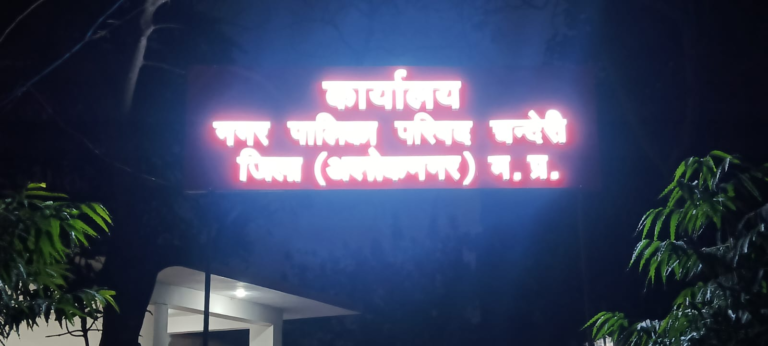 कार्यालय
नगर पालिका परिषद चन्देरी
जिला (अशोकनगर) म. प्र.